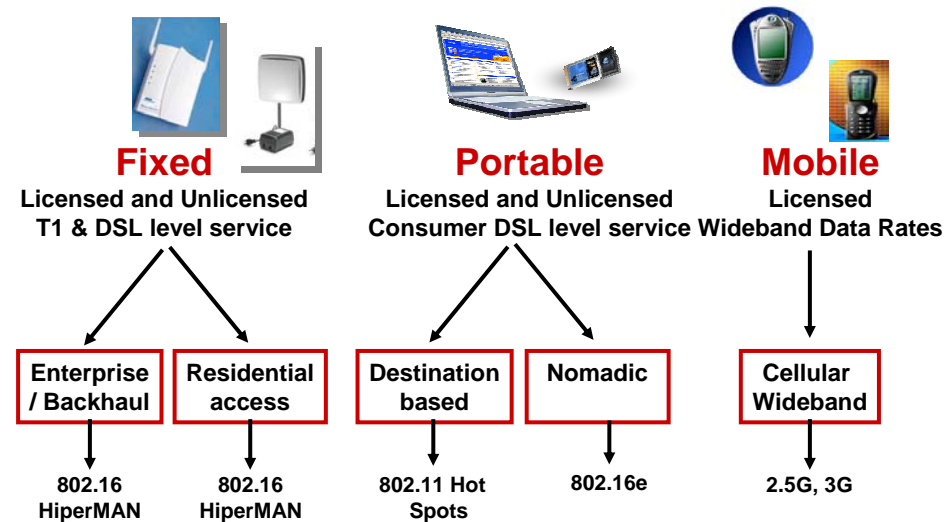 Fixed
Portable
Mobile
Licensed and Unlicensed
T1 & DSL level service
Licensed and Unlicensed
Consumer DSL level service
Licensed
Wideband Data Rates
Enterprise
/ Backhaul
Residential
access
Destination
based
Nomadic
Cellular
Wideband
802.16
HiperMAN
802.16
HiperMAN
802.11 Hot
Spots
802.16e
2.5G, 3G